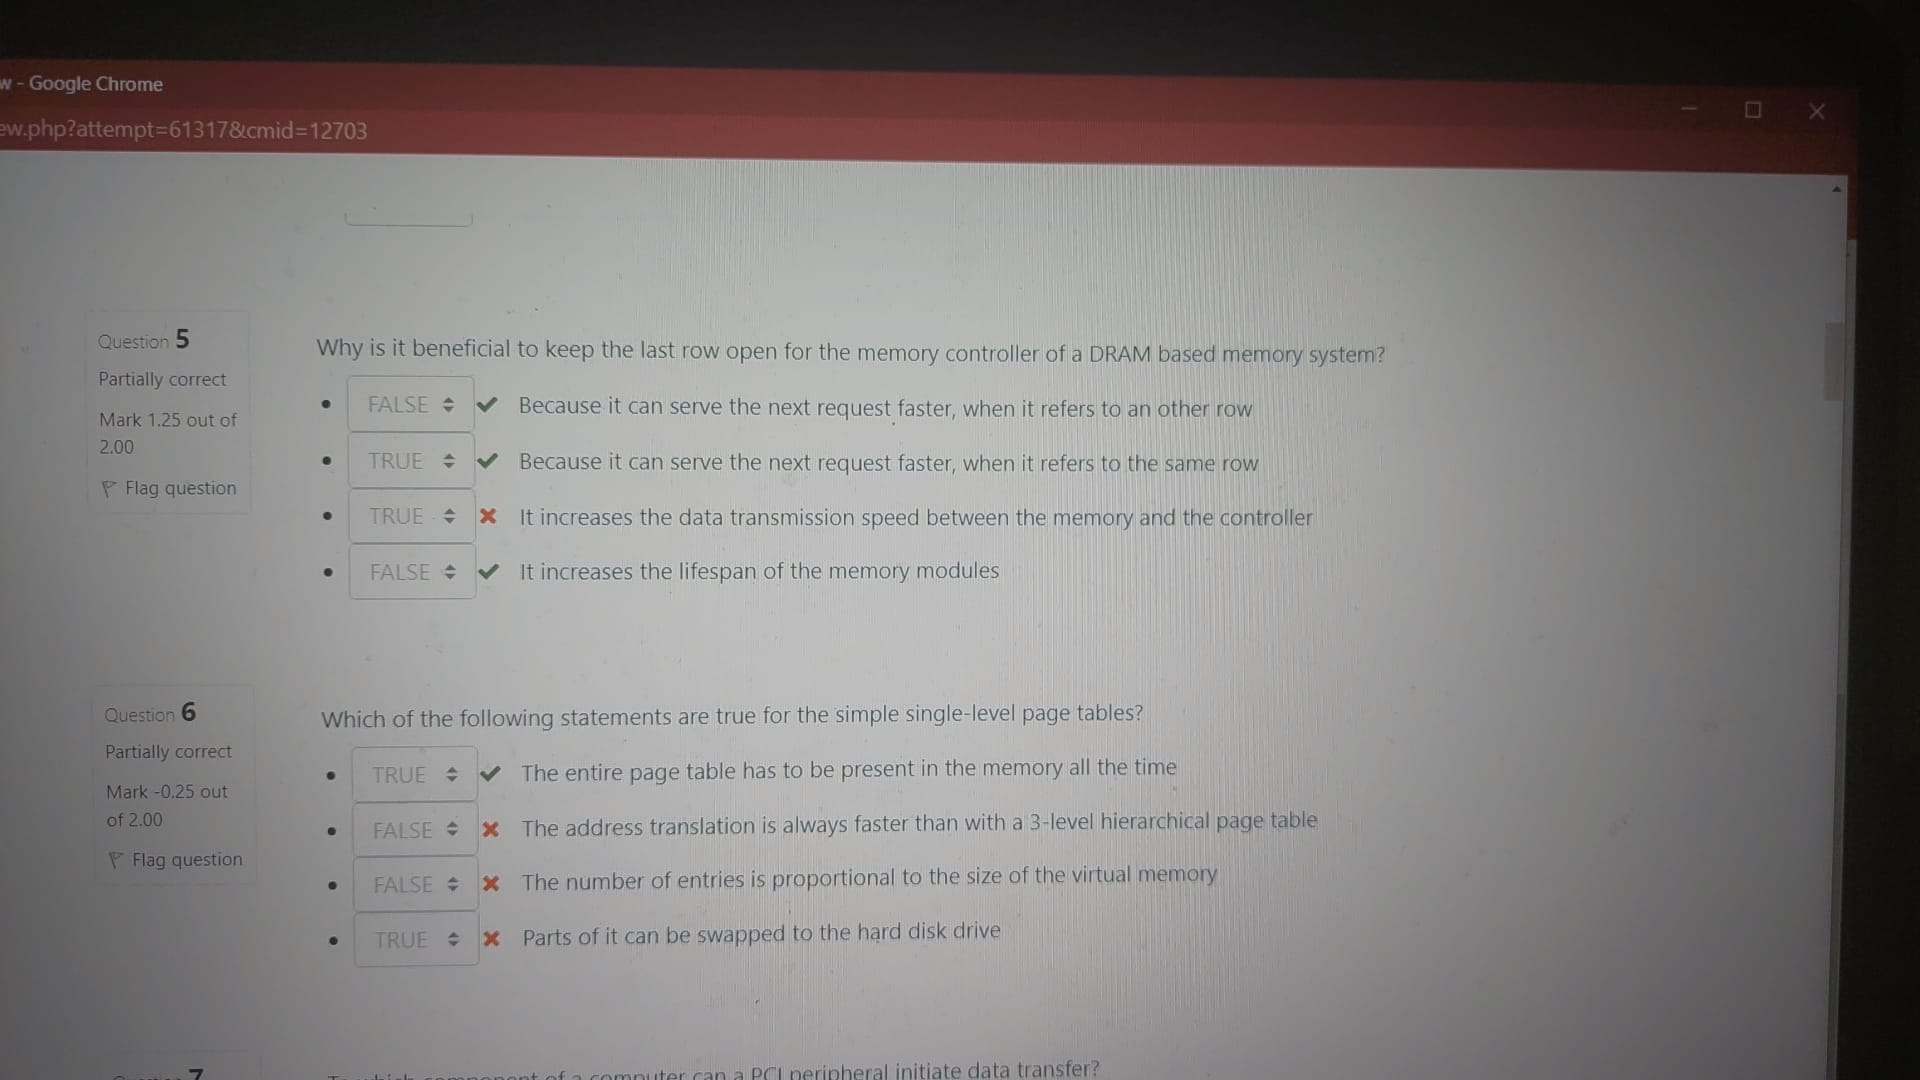 w - Google Chrome
ew.php?attempt=61317&cmid=12703
Question 5
Partially correct
Mark 1.25 out of
2.00
Flag question
Why is it beneficial to keep the last row open for the memory controller of a DRAM based memory system?
FALSE Because it can serve the next request faster, when it refers to an other row
TRUE Because it can serve the next request faster, when it refers to the same row
TRUE It increases the data transmission speed between the memory and the controller
FALSE It increases the lifespan of the memory modules
Question 6
Partially correct
Mark -0.25 out
of 2.00
Flag question
Which of the following statements are true for the simple single-level page tables?
TRUE The entire page table has to be present in the memory all the time
FALSE The address translation is always faster than with a 3-level hierarchical page table
FALSE The number of entries is proportional to the size of the virtual memory
TRUE Parts of it can be swapped to the hard disk drive
7
component of a computer can a PCI peripheral initiate data transfer?